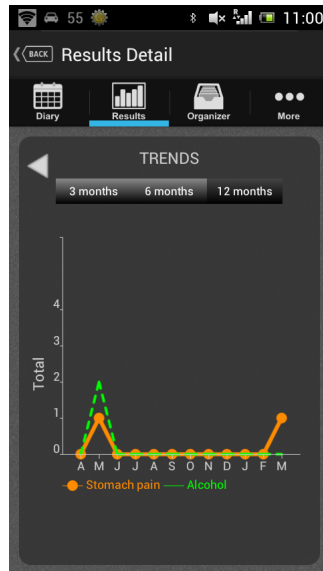 55 R 11:00
BACK Results Detail
Diary Results Organizer More
TRENDS
3 months 6 months 12 months
Total
4
3
2
1
0
A M J J A S O N D J F M
Stomach pain Alcohol